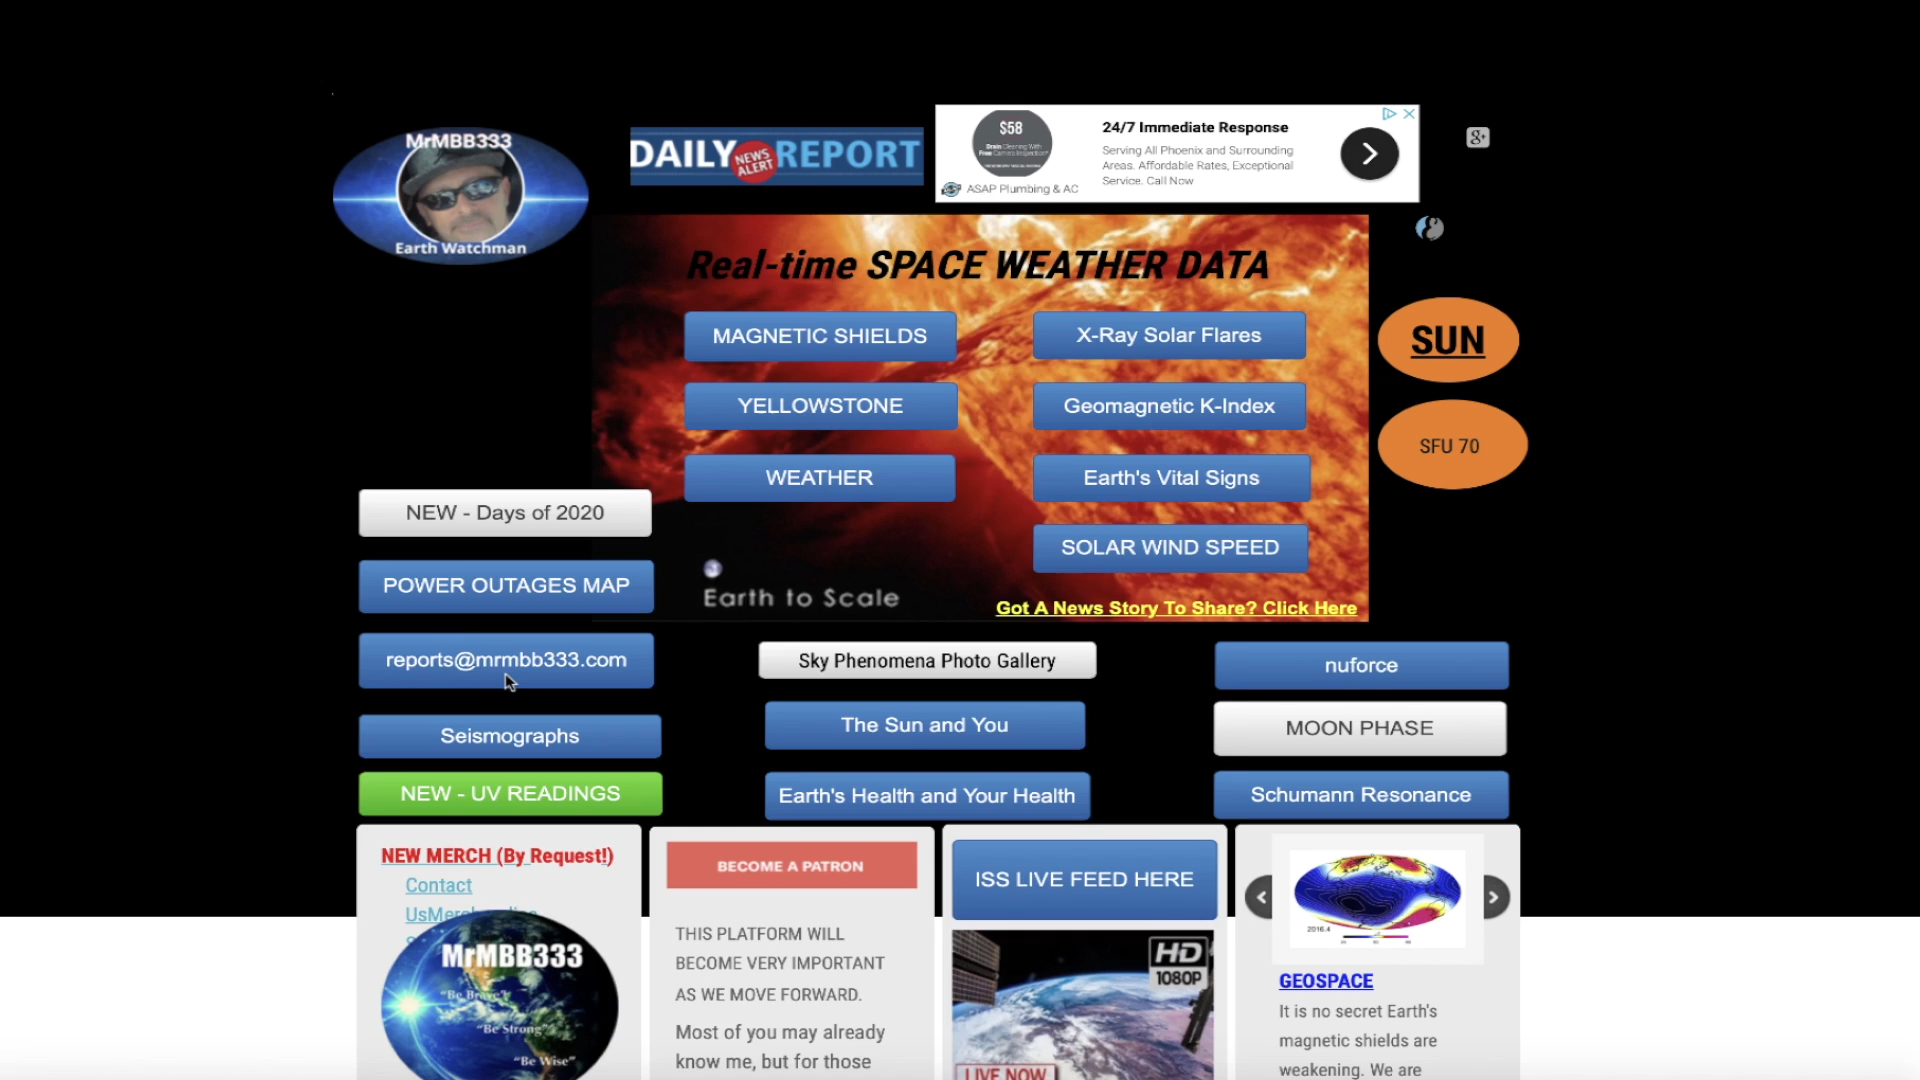 MrMBB333
Earth Watchman
DAILY NEWS ALERT REPORT
$58
Drain Cleaning With
Free Camera Inspection*
ASAP Plumbing & AC
24/7 Immediate Response
Serving All Phoenix and Surrounding
Areas. Affordable Rates, Exceptional
Service. Call Now
g+
Real-time SPACE WEATHER DATA
MAGNETIC SHIELDS
X-Ray Solar Flares
YELLOWSTONE
Geomagnetic K-Index
WEATHER
Earth's Vital Signs
SOLAR WIND SPEED
Earth to Scale
Got A News Story To Share? Click Here
SUN
SFU 70
NEW - Days of 2020
POWER OUTAGES MAP
reports@mrmbb333.com
Seismographs
NEW - UV READINGS
Sky Phenomena Photo Gallery
The Sun and You
Earth's Health and Your Health
nuforce
MOON PHASE
Schumann Resonance
NEW MERCH (By Request!)
Contact
MrMBB333
"Be Brave"
"Be Strong"
"Be Wise"
BECOME A PATRON
THIS PLATFORM WILL
BECOME VERY IMPORTANT
AS WE MOVE FORWARD.
Most of you may already
know me, but for those
ISS LIVE FEED HERE
HD
1080P
LIVE NOW
2016.4
GEOSPACE
It is no secret Earth's
magnetic shields are
weakening. We are